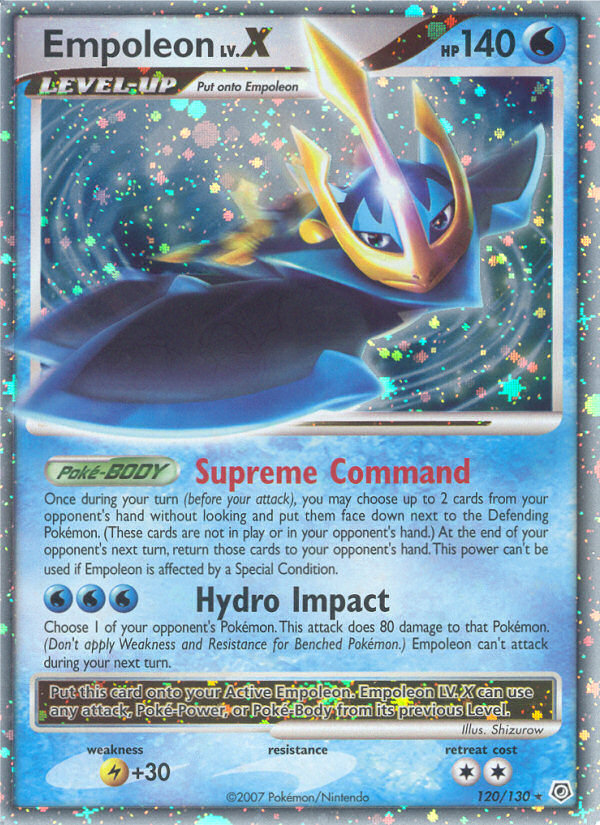 Empoleon LV.X HP 140
LEVEL-UP Put onto Empoleon
Poké-BODY Supreme Command
Once during your turn (before your attack), you may choose up to 2 cards from your
opponent's hand without looking and put them face down next to the Defending
Pokémon. (These cards are not in play or in your opponent's hand.) At the end of your
opponent's next turn, return those cards to your opponent's hand. This power can't be
used if Empoleon is affected by a Special Condition.
Hydro Impact
Choose 1 of your opponent's Pokémon. This attack does 80 damage to that Pokémon.
(Don't apply Weakness and Resistance for Benched Pokémon.) Empoleon can't attack
during your next turn.
Put this card onto your Active Empoleon. Empoleon LV. X can use
any attack, Poké-Power, or Poké-Body from its previous Level.
Illus. Shizurow
weakness resistance retreat cost
+30
©2007 Pokémon/Nintendo 120/130 ★